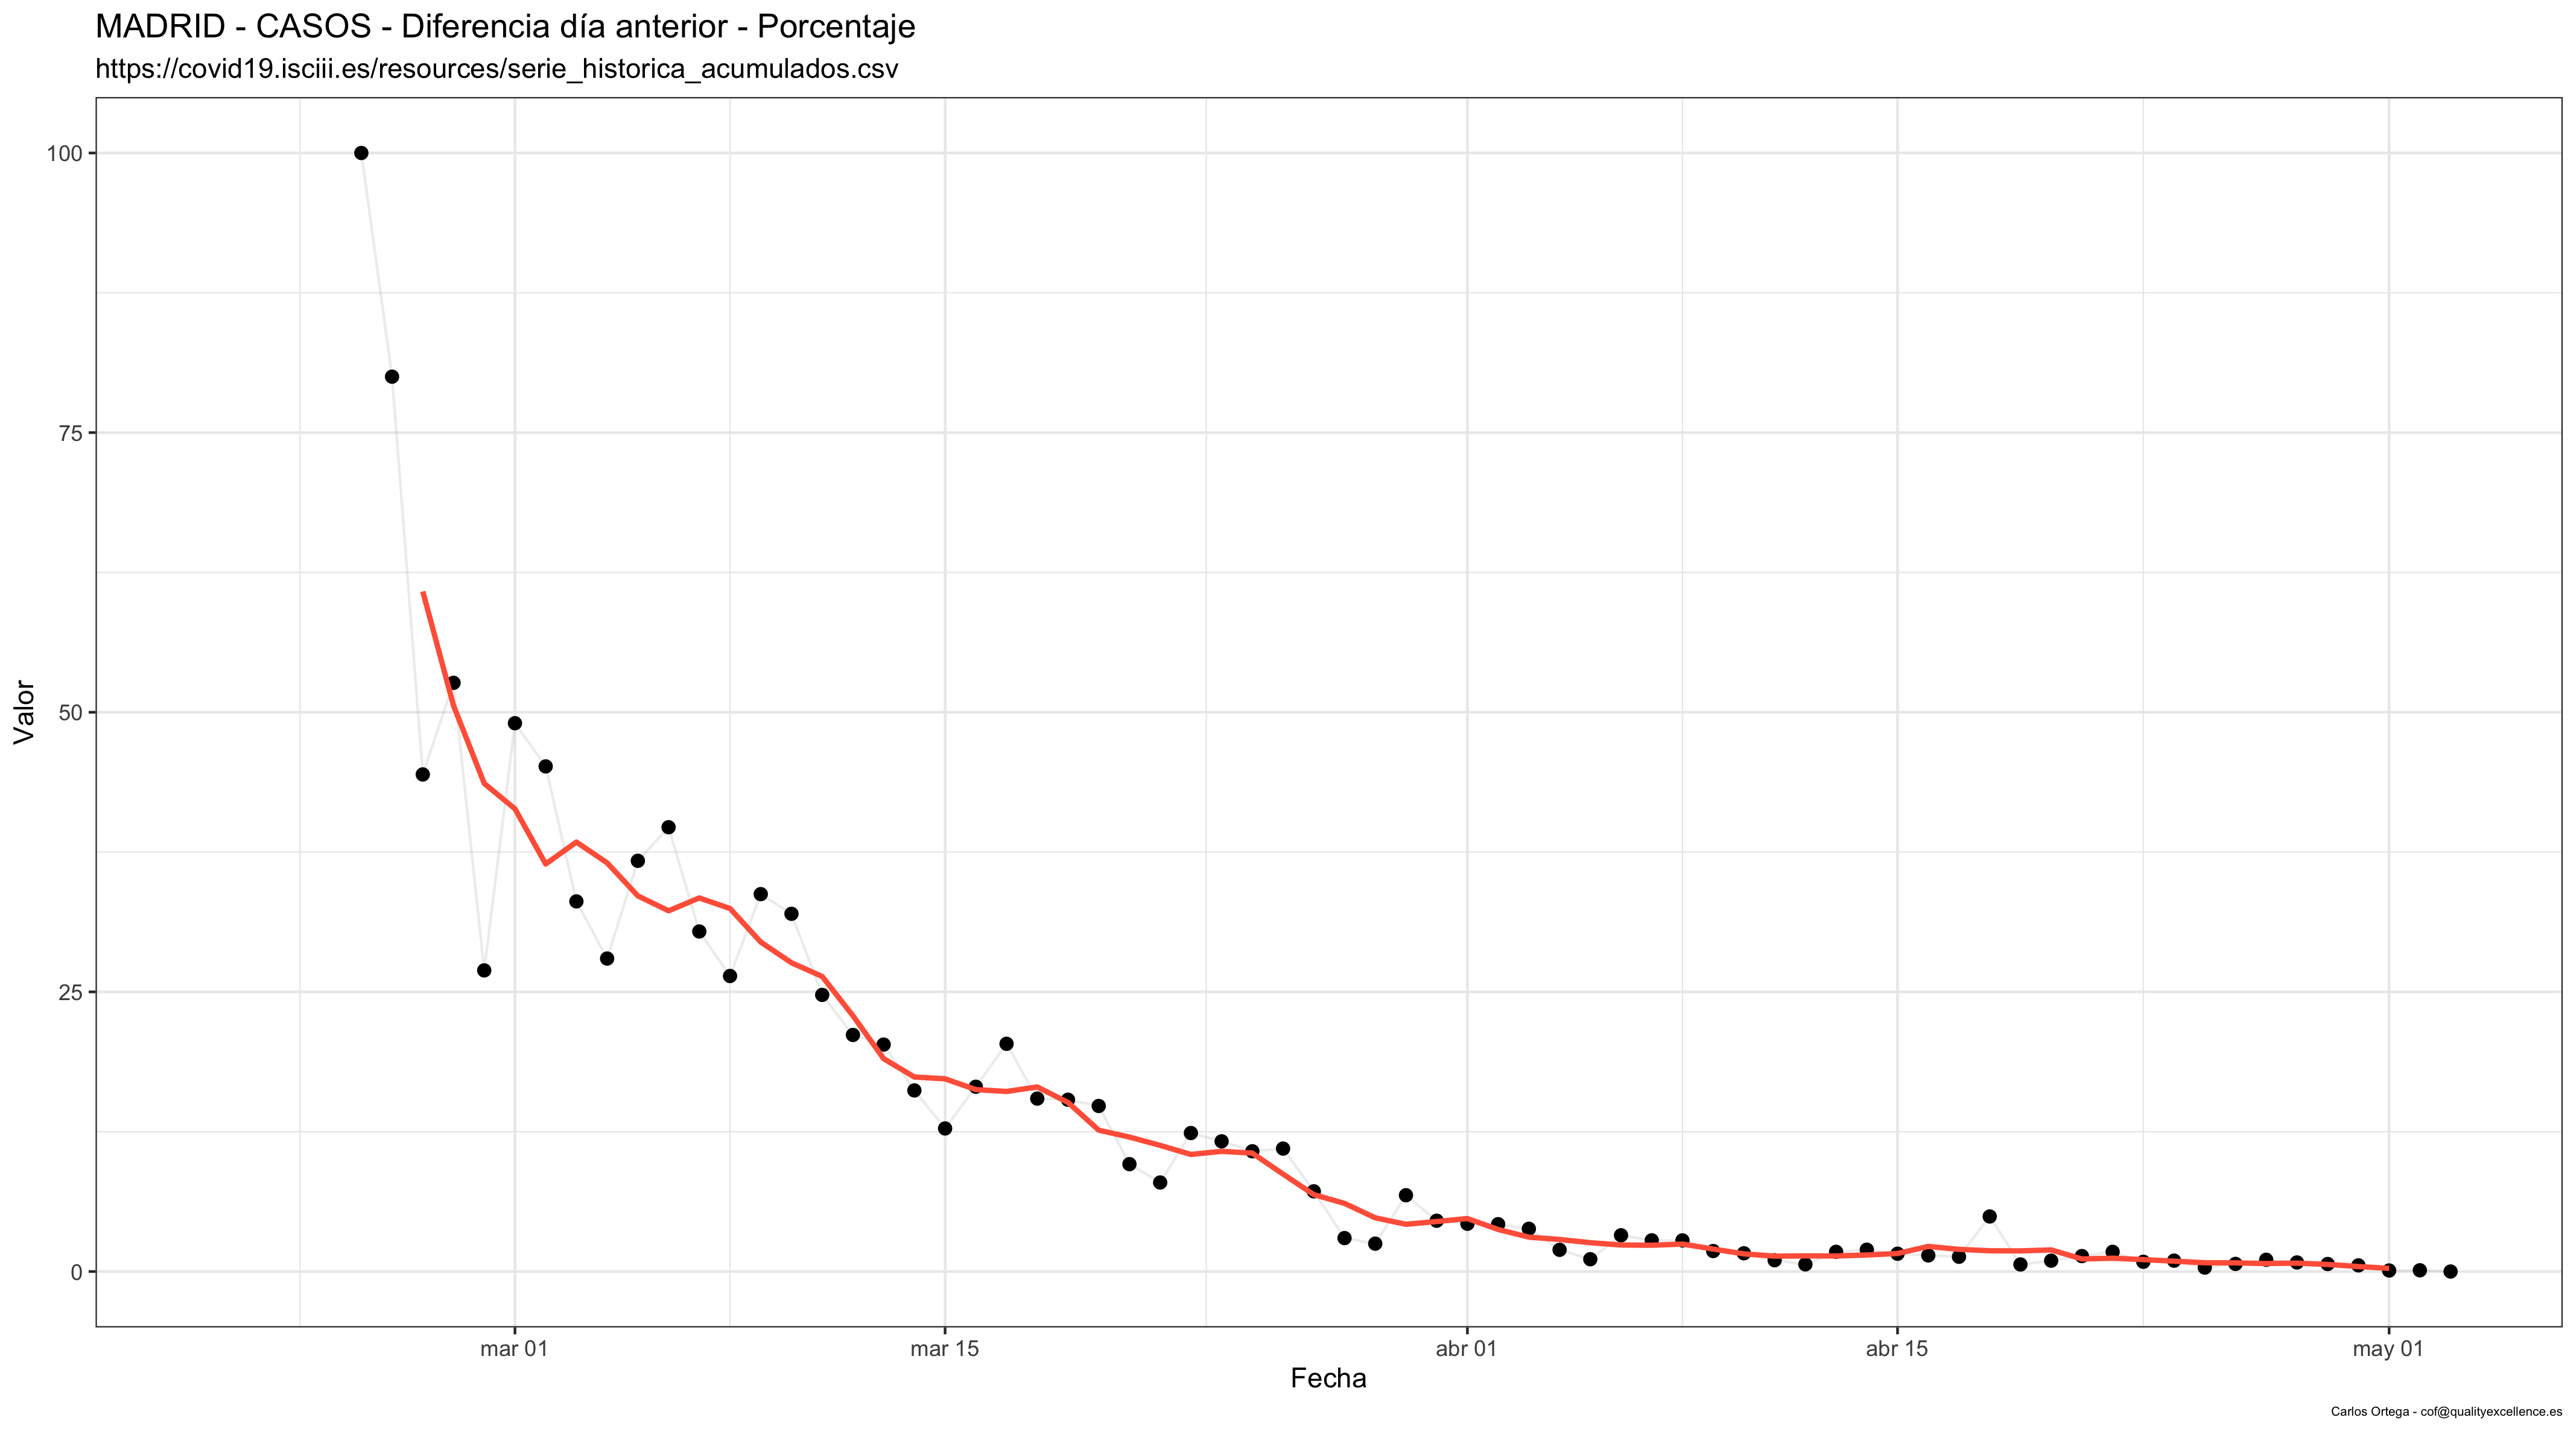 MADRID - CASOS - Diferencia día anterior - Porcentaje
https://covid19.isciii.es/resources/serie_historica_acumulados.csv
100
75
50
25
0
Valor
mar 01
mar 15
abr 01
abr 15
may 01
Fecha
Carlos Ortega - cof@qualityexcellence.es